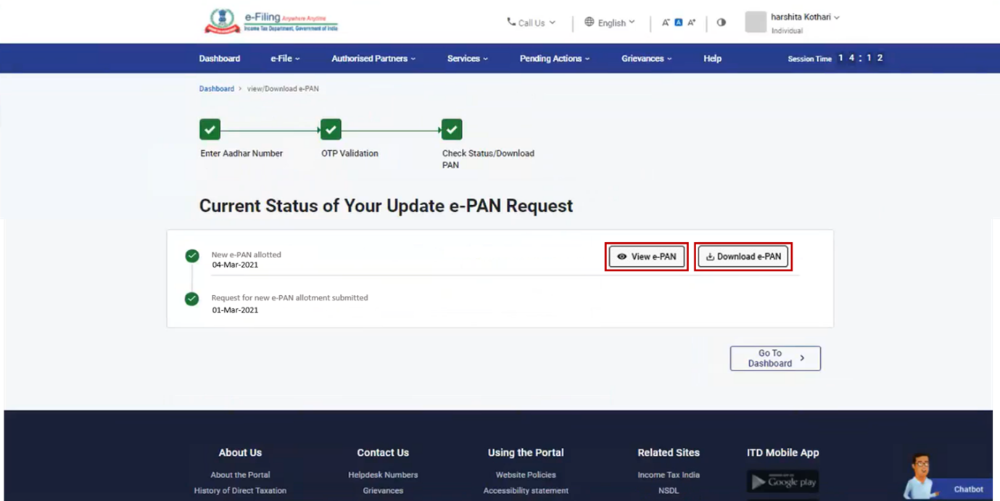 e-Filing Anywhere Anytime
Income Tax Department, Government of India
Call Us
English
A- A A+
harshita Kothari
Individual
Dashboard e-File Authorised Partners Services Pending Actions Grievances Help Session Time 1 4 : 1 2
Dashboard > view/Download e-PAN
Enter Aadhar Number OTP Validation Check Status/Download
PAN
Current Status of Your Update e-PAN Request
New e-PAN allotted
04-Mar-2021
View e-PAN Download e-PAN
Request for new e-PAN allotment submitted
01-Mar-2021
Go To
Dashboard
About Us Contact Us Using the Portal Related Sites ITD Mobile App
About the Portal Helpdesk Numbers Website Policies Income Tax India
Google play
History of Direct Taxation Grievances Accessibility statement NSDL
Chatbot